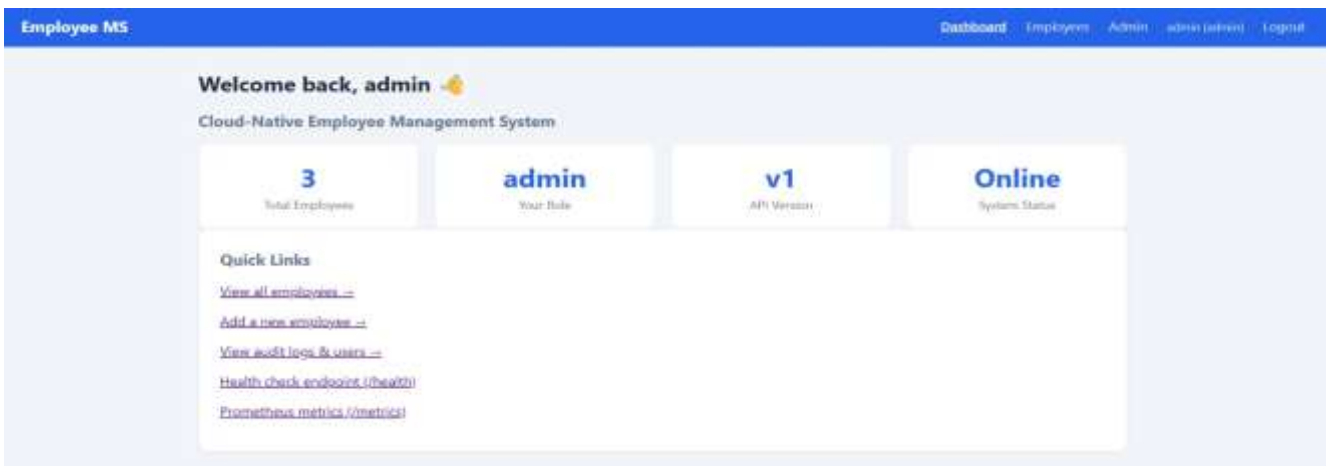 Employee MS
Dashboard Employees Admin admin (admin) Logout
Welcome back, admin 👋
Cloud-Native Employee Management System
3
Total Employees
admin
Your Role
v1
API Version
Online
System Status
Quick Links
View all employees →
Add a new employee →
View audit logs & users →
Health check endpoint (/health)
Prometheus metrics (/metrics)